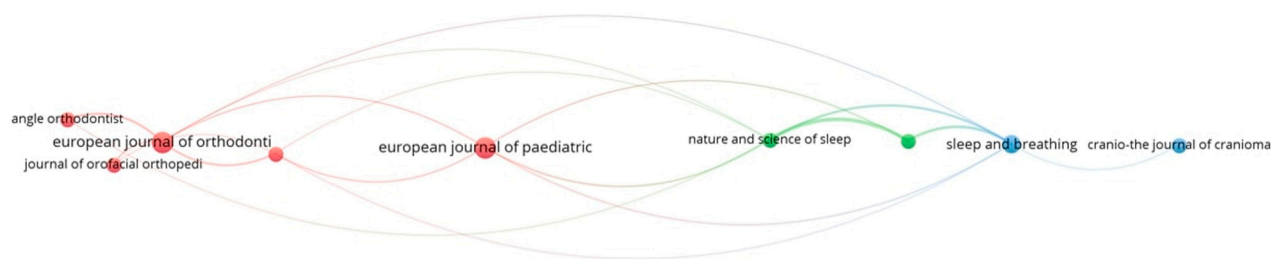 angle orthodontist
european journal of orthodonti
journal of orofacial orthopedi
european journal of paediatric
nature and science of sleep
sleep and breathing
cranio-the journal of cranioma